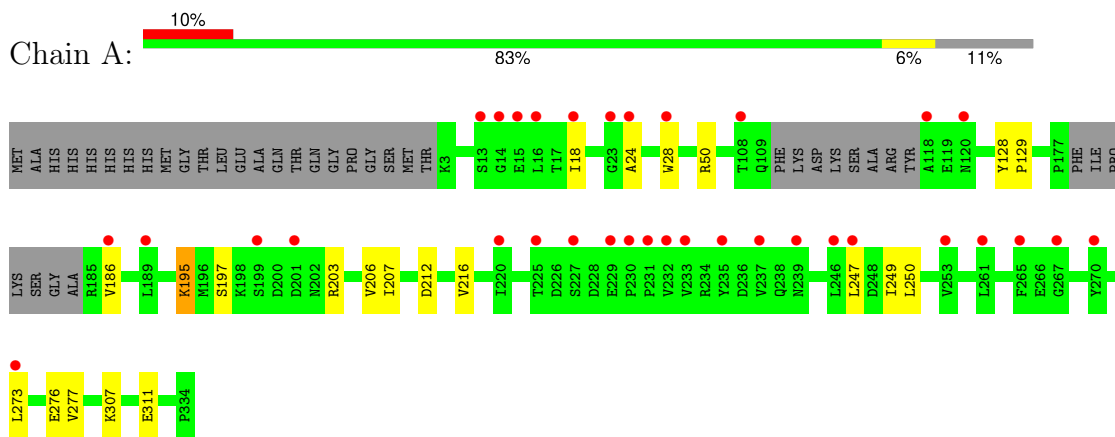 10%
Chain A:
83% 6% 11%
MET ALA HIS HIS HIS HIS HIS HIS MET GLY THR LEU GLU ALA GLN THR GLN GLY PRO GLY SER MET THR K3 S13 G14 E15 L16 T17 I18 G23 A24 W28 R50 T108 Q109 PHE LYS ASP LYS SER ALA ARG TYR A118 E119 N120 Y128 P129 P177 PHE ILE PRO
LYS SER GLY ALA R185 V186 L189 K195 M196 S197 K198 S199 D200 D201 N202 R203 V206 I207 D212 V216 I220 T225 D226 S227 D228 E229 P230 P231 V232 V233 R234 Y235 D236 V237 Q238 N239 L246 L247 D248 I249 L250 V253 L261 F265 E266 G267 Y270
L273 E276 V277 K307 E311 P334